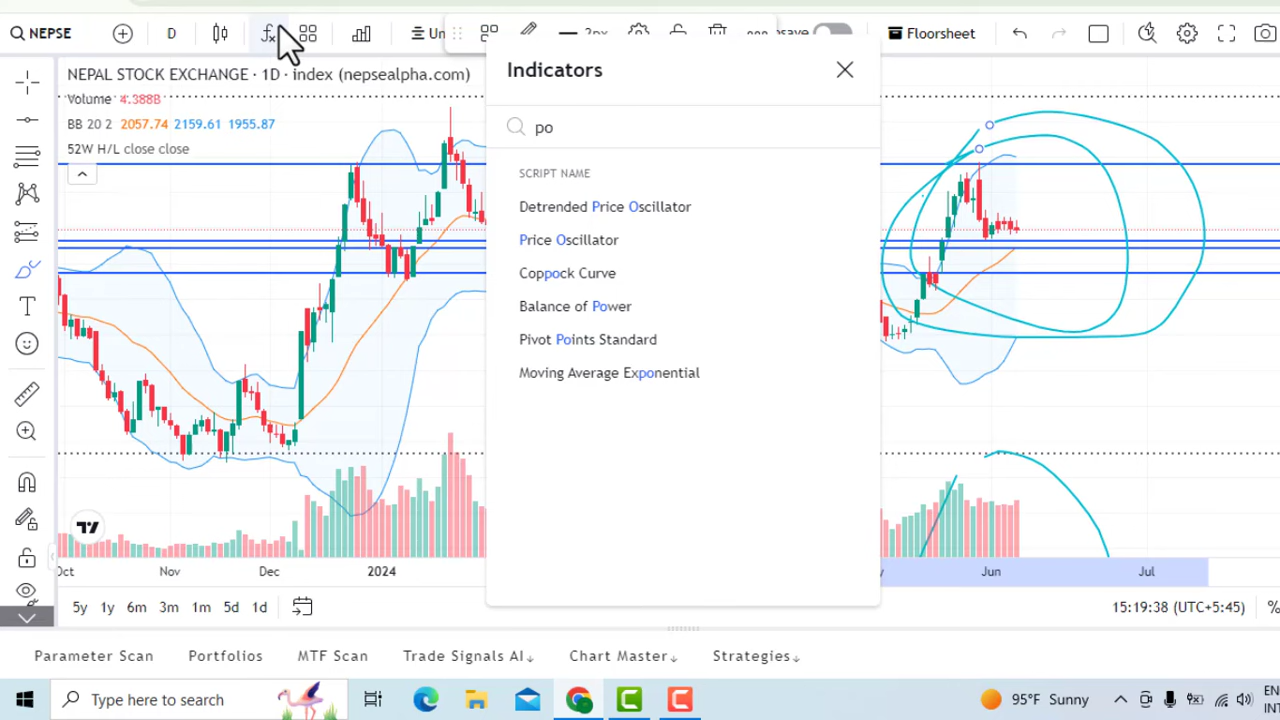 NEPSE
D
Un
2px
save
Floorsheet
NEPAL STOCK EXCHANGE · 1D · index (nepsealpha.com)
Volume 4.388B
BB 20 2 2057.74 2159.61 1955.87
52W H/L close close
Indicators
po
SCRIPT NAME
Detrended Price Oscillator
Price Oscillator
Coppock Curve
Balance of Power
Pivot Points Standard
Moving Average Exponential
Oct Nov Dec 2024 y Jun Jul
5y 1y 6m 3m 1m 5d 1d
15:19:38 (UTC+5:45) %
Parameter Scan Portfolios MTF Scan Trade Signals AI↓ Chart Master↓ Strategies↓
Type here to search
95°F Sunny
EN
INT